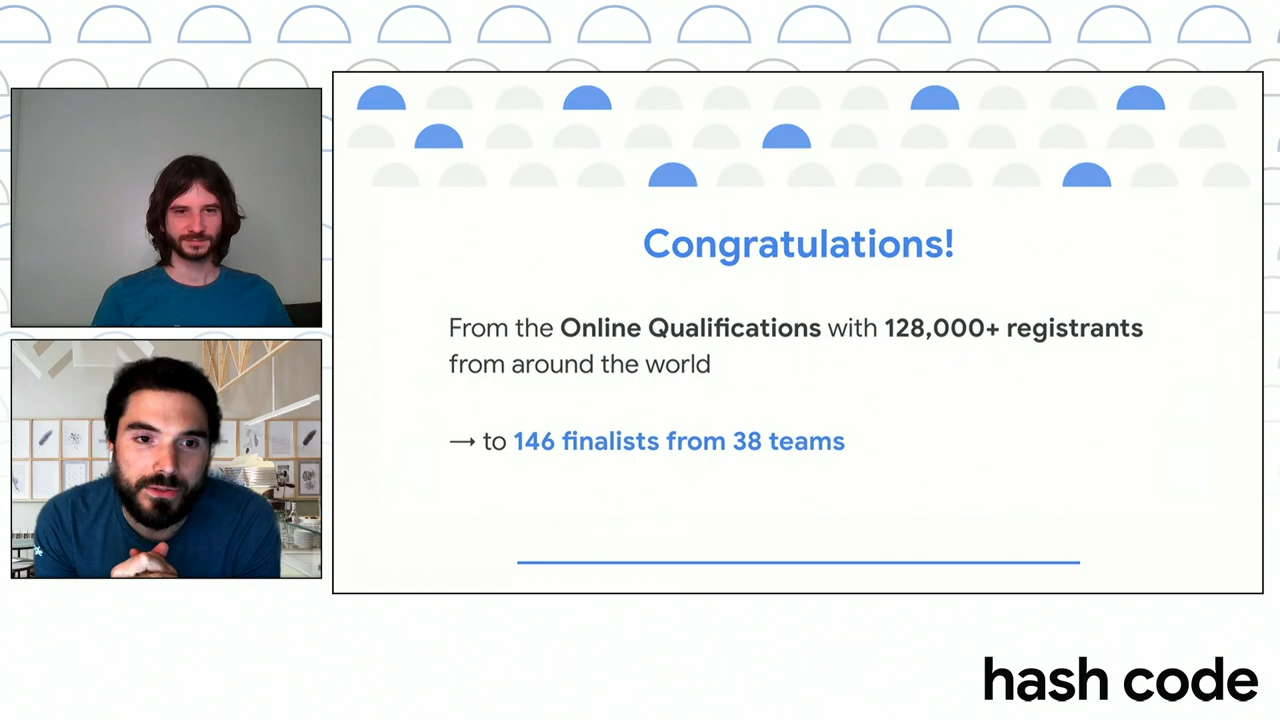 Congratulations!
From the Online Qualifications with 128,000+ registrants
from around the world
→ to 146 finalists from 38 teams
hash code